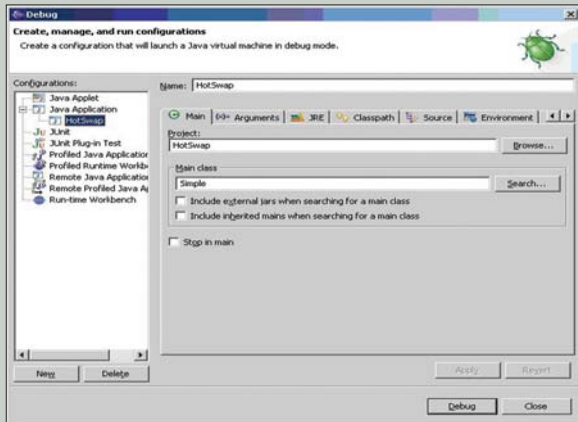 Debug
Create, manage, and run configurations
Create a configuration that will launch a Java virtual machine in debug mode.
Configurations:
Java Applet
Java Application
HotSwap
JUnit
JUnit Plug-in Test
Profiled Java Application
Profiled Runtime Workb
Remote Java Application
Remote Profiled Java A
Run-time Workbench
New
Delete
Name: HotSwap
Main
Arguments
JRE
Classpath
Source
Environment
Project:
HotSwap
Browse...
Main class
Simple
Search...
Include external jars when searching for a main class
Include inherited mains when searching for a main class
Stop in main
Apply
Revert
Debug
Close